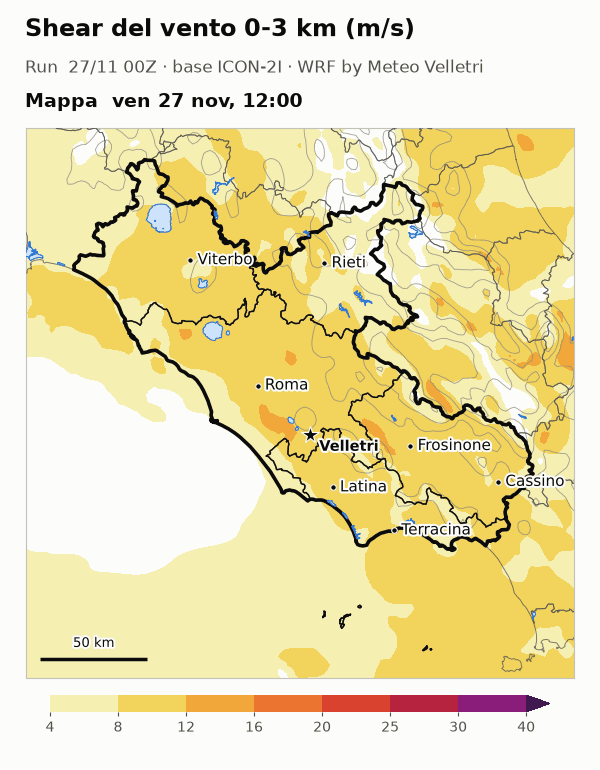 Shear del vento 0-3 km (m/s)
Run  27/11 00Z · base ICON-2I · WRF by Meteo Velletri
Mappa  ven 27 nov, 12:00
Viterbo
Rieti
Roma
Velletri
Frosinone
Latina
Cassino
Terracina
50 km
4 8 12 16 20 25 30 40